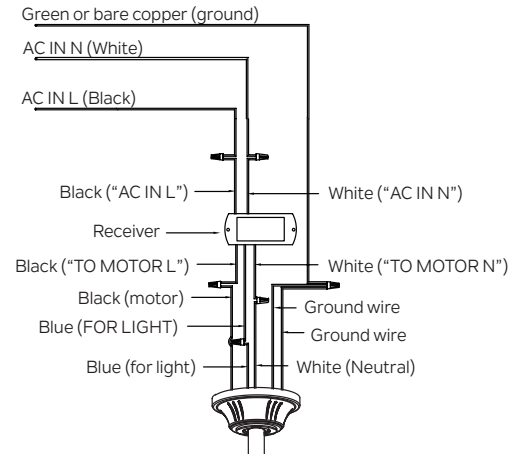 Green or bare copper (ground)
AC IN N (White)
AC IN L (Black)
Black (“AC IN L”)
White (“AC IN N”)
Receiver
Black (“TO MOTOR L”)
White (“TO MOTOR N”)
Black (motor)
Ground wire
Blue (FOR LIGHT)
Ground wire
Blue (for light)
White (Neutral)